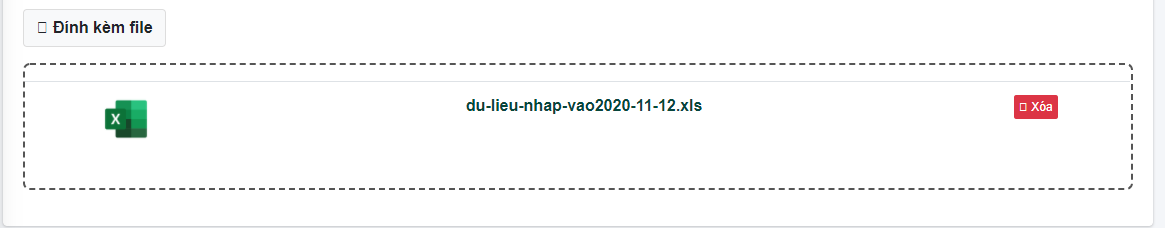 Đính kèm file
X
du-lieu-nhap-vao2020-11-12.xls
Xóa